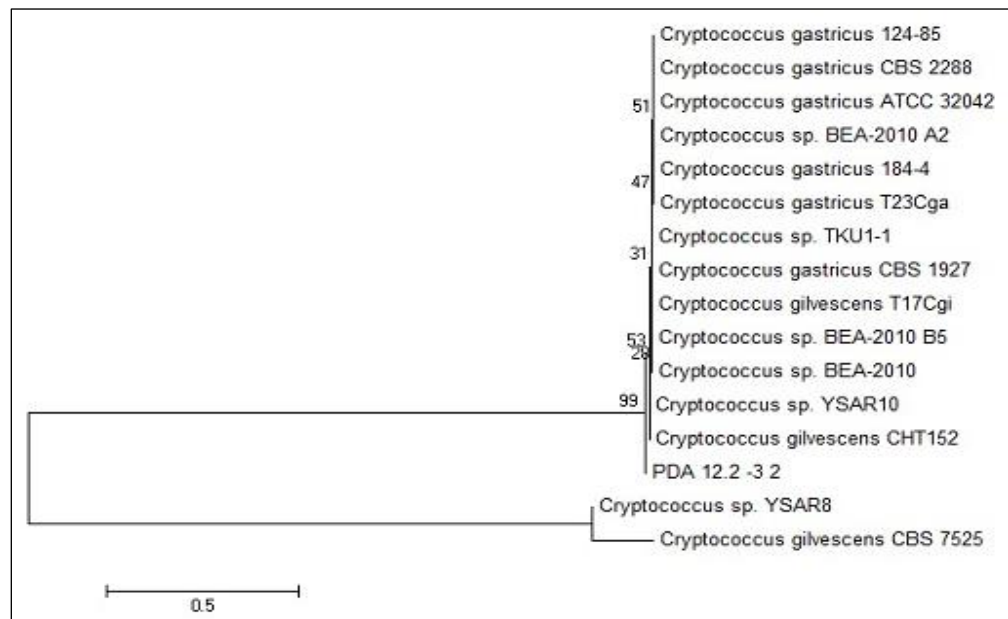 Cryptococcus gastricus 124-85
Cryptococcus gastricus CBS 2288
Cryptococcus gastricus ATCC 32042
51
Cryptococcus sp. BEA-2010 A2
Cryptococcus gastricus 184-4
47
Cryptococcus gastricus T23Cga
Cryptococcus sp. TKU1-1
31
Cryptococcus gastricus CBS 1927
Cryptococcus gilvescens T17Cgi
Cryptococcus sp. BEA-2010 B5
53
28
Cryptococcus sp. BEA-2010
99
Cryptococcus sp. YSAR10
Cryptococcus gilvescens CHT152
PDA 12.2 -3 2
Cryptococcus sp. YSAR8
Cryptococcus gilvescens CBS 7525
0.5